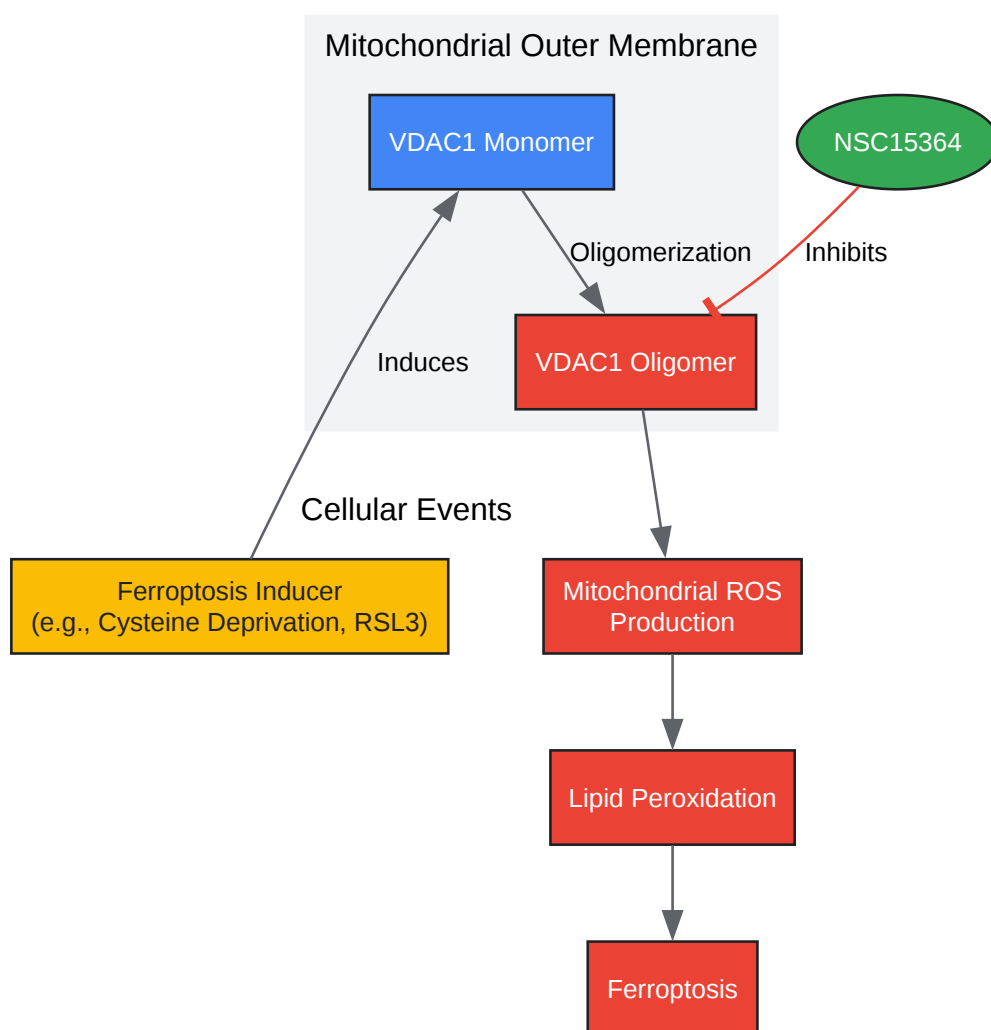 Mitochondrial Outer Membrane
VDAC1 Monomer
NSC15364
Oligomerization
Inhibits
Induces
VDAC1 Oligomer
Cellular Events
Ferroptosis Inducer
(e.g., Cysteine Deprivation, RSL3)
Mitochondrial ROS
Production
Lipid Peroxidation
Ferroptosis